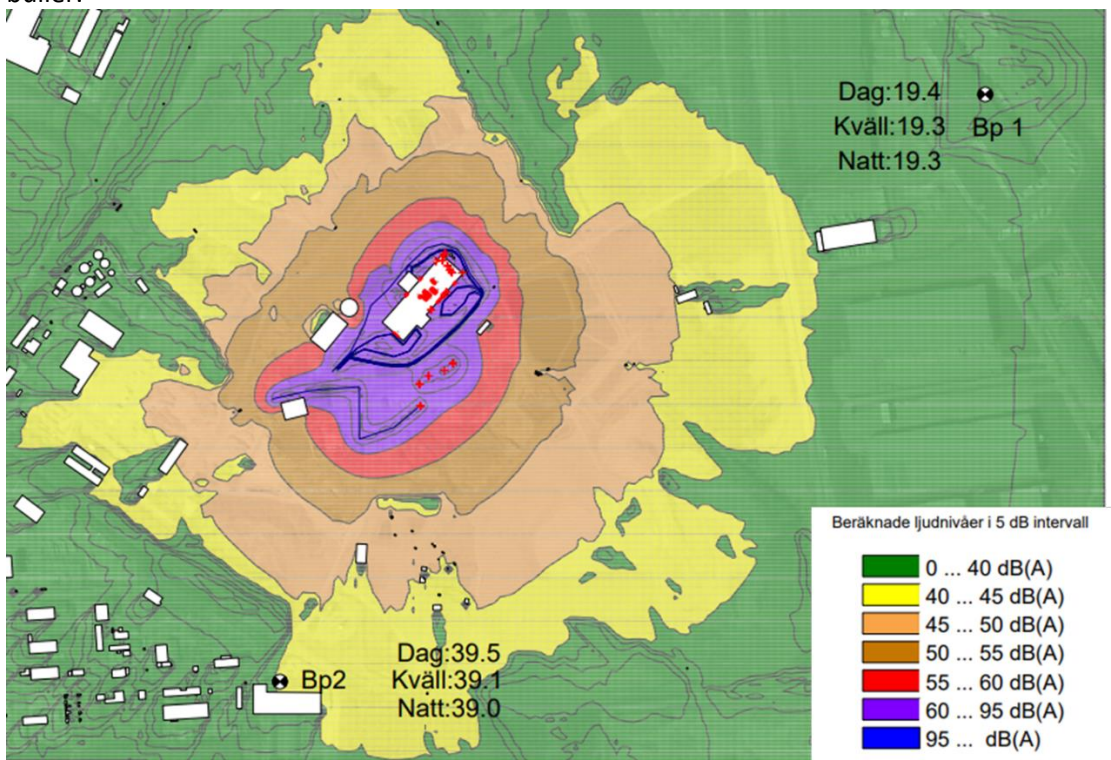 Dag:19.4
Kväll:19.3 Bp 1
Natt:19.3
Beräknade ljudnivåer i 5 dB intervall
0 ... 40 dB(A)
40 ... 45 dB(A)
45 ... 50 dB(A)
50 ... 55 dB(A)
55 ... 60 dB(A)
60 ... 95 dB(A)
95 ... dB(A)
Dag:39.5
Bp2 Kväll:39.1
Natt:39.0